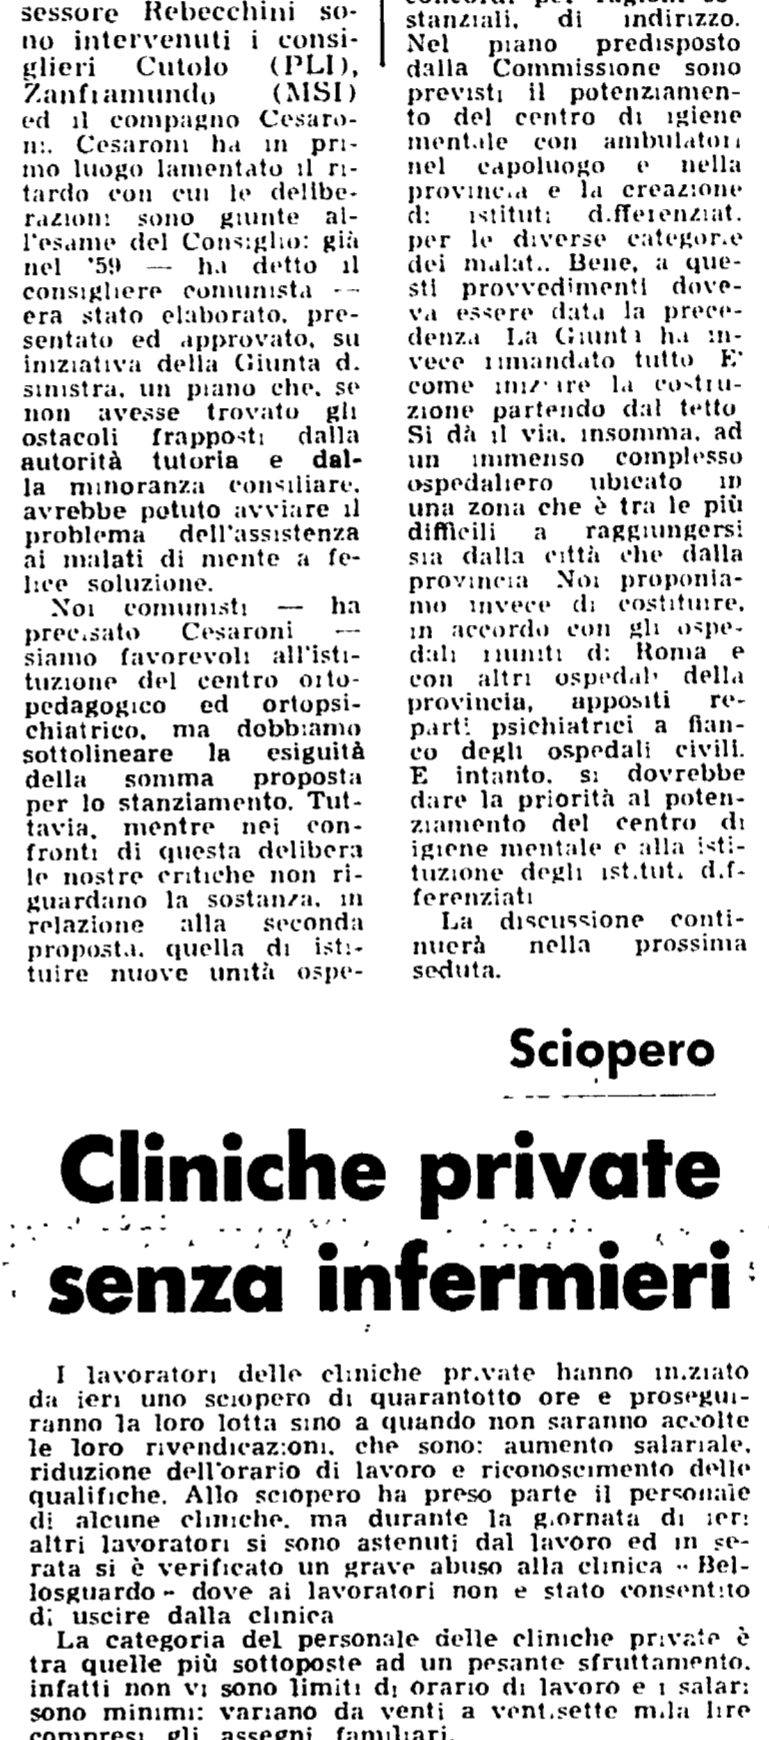 sessore Rebecchini so-
no intervenuti i consi-
glieri Cutolo (PLI),
Zanframundo (MSI)
ed il compagno Cesaro-
ni. Cesaroni ha in pri-
mo luogo lamentato il ri-
tardo con cui le delibe-
razioni sono giunte al-
l'esame del Consiglio: già
nel '59 — ha detto il
consigliere comunista —
era stato elaborato, pre-
sentato ed approvato, su
iniziativa della Giunta di
sinistra, un piano che, se
non avesse trovato gli
ostacoli frapposti dalla
autorità tutoria e dal-
la minoranza consiliare,
avrebbe potuto avviare il
problema dell'assistenza
ai malati di mente a fe-
lice soluzione.
Noi comunisti — ha
precisato Cesaroni —
siamo favorevoli all'isti-
tuzione del centro orto-
pedagogico ed ortopsi-
chiatrico, ma dobbiamo
sottolineare la esiguità
della somma proposta
per lo stanziamento. Tut-
tavia, mentre nei con-
fronti di questa delibera
le nostre critiche non ri-
guardano la sostanza, in
relazione alla seconda
proposta, quella di isti-
tuire nuove unità ospe-
stanziali, di indirizzo.
Nel piano predisposto
dalla Commissione sono
previsti il potenziamen-
to del centro di igiene
mentale con ambulatori
nel capoluogo e nella
provincia e la creazione
di istituti differenziati
per le diverse categorie
dei malati. Bene, a que-
sti provvedimenti dove-
va essere data la prece-
denza La Giunta ha in-
vece rimandato tutto E'
come iniziare la costru-
zione partendo dal tetto
Si dà il via, insomma, ad
un immenso complesso
ospedaliero ubicato in
una zona che è tra le più
difficili a raggiungersi
sia dalla città che dalla
provincia Noi proponia-
mo invece di costituire,
in accordo con gli ospe-
dali riuniti di Roma e
con altri ospedali della
provincia, appositi re-
parti psichiatrici a fian-
co degli ospedali civili.
E intanto, si dovrebbe
dare la priorità al poten-
ziamento del centro di
igiene mentale e alla isti-
tuzione degli istituti dif-
ferenziati
La discussione conti-
nuerà nella prossima
seduta.
Sciopero
Cliniche private
senza infermieri
I lavoratori delle cliniche private hanno iniziato
da ieri uno sciopero di quarantotto ore e prosegui-
ranno la loro lotta sino a quando non saranno accolte
le loro rivendicazioni, che sono: aumento salariale,
riduzione dell'orario di lavoro e riconoscimento delle
qualifiche. Allo sciopero ha preso parte il personale
di alcune cliniche, ma durante la giornata di ieri
altri lavoratori si sono astenuti dal lavoro ed in se-
rata si è verificato un grave abuso alla clinica « Bel-
losguardo » dove ai lavoratori non e stato consentito
di uscire dalla clinica
La categoria del personale delle cliniche private è
tra quelle più sottoposte ad un pesante sfruttamento,
infatti non vi sono limiti di orario di lavoro e i salari
sono minimi: variano da venti a ventisette mila lire
compresi gli assegni familiari.